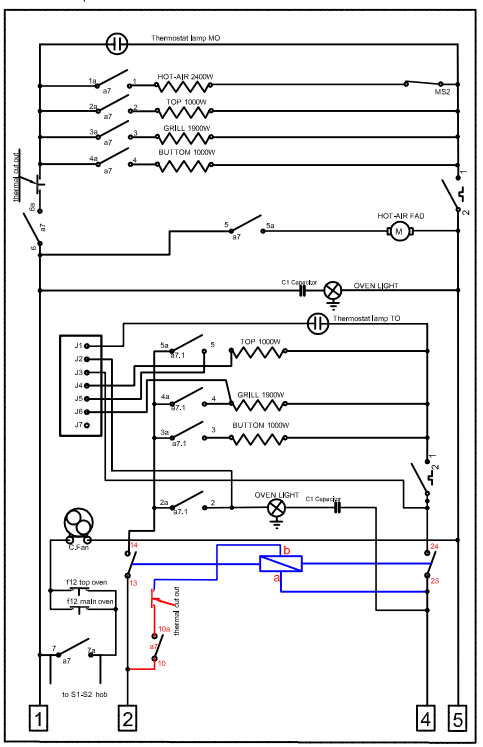 Thermostat lamp MO
1a a7 1 HOT-AIR 2400W MS2
2a a7 2 TOP 1000W
3a a7 3 GRILL 1900W
4a a7 4 BUTTOM 1000W
thermal cut out
6a a7 6
1 2
5 a7 5a HOT-AIR FAD M
C1 Capacitor OVEN LIGHT
Thermostat lamp TO
J1
J2
J3
J4
J5
J6
J7
5a a7.1 5 TOP 1000W
4a a7.1 4 GRILL 1900W
3a a7.1 3 BUTTOM 1000W
1 2
2a a7.1 2 OVEN LIGHT C1 Capacitor
C.Fan
14 13
b
a
24 23
thermal cut out
f12 top oven
f12 main oven
10a a7 10
7 a7 7a
to S1-S2 hob
1 2 4 5